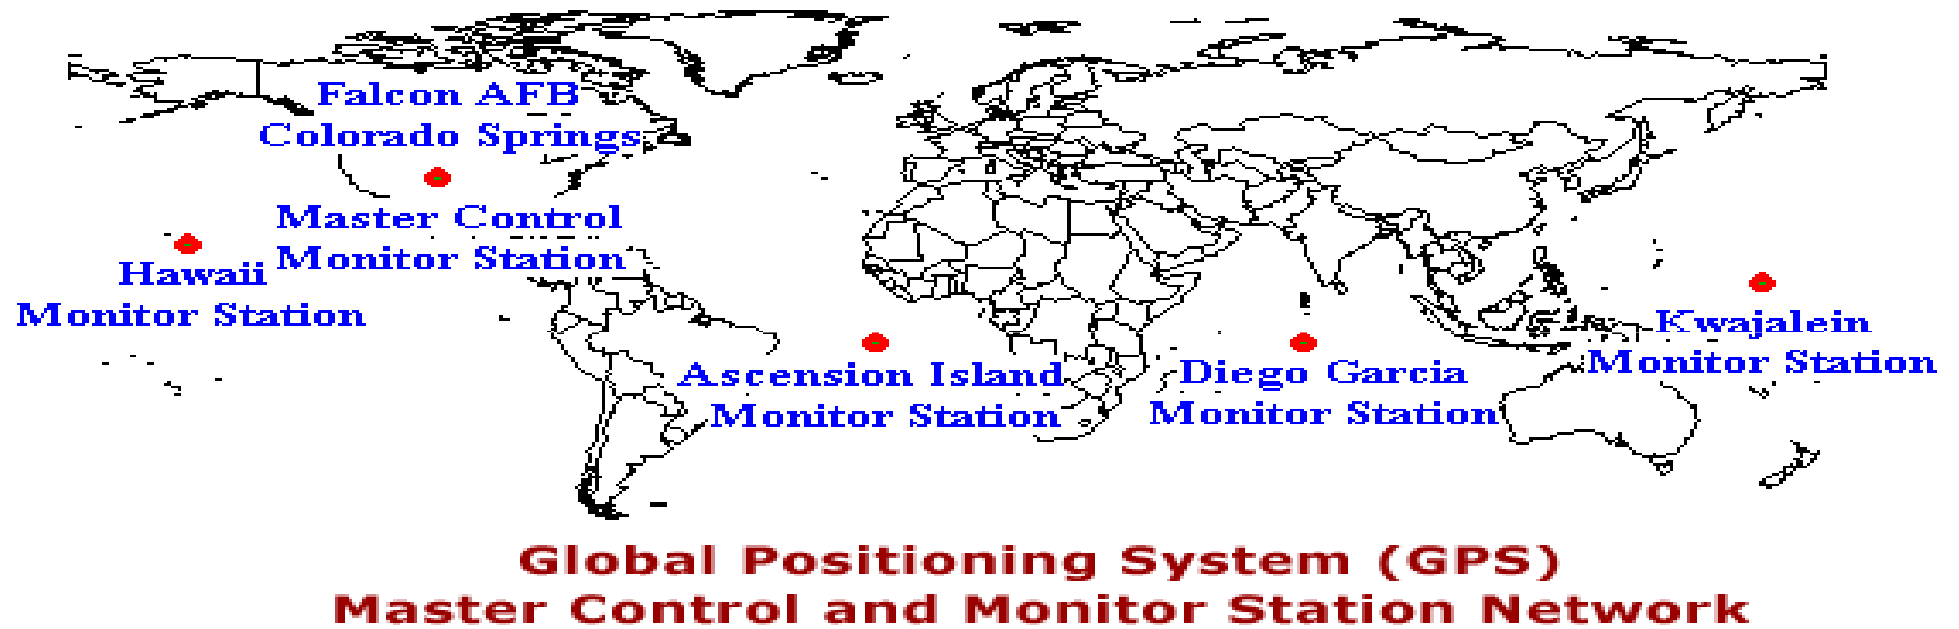 Falcon AFB
Colorado Springs
Master Control
Monitor Station
Hawaii
Monitor Station
Ascension Island
Monitor Station
Diego Garcia
Monitor Station
Kwajalein
Monitor Station
Global Positioning System (GPS)
Master Control and Monitor Station Network